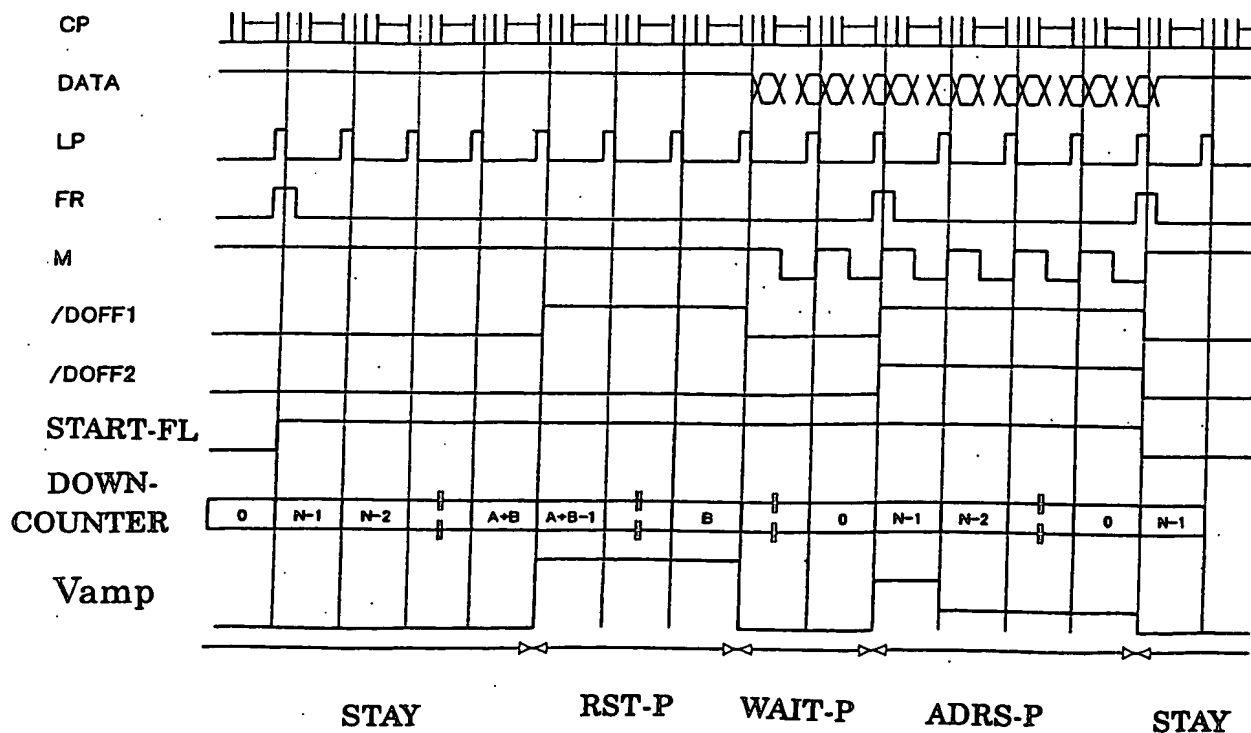 CP
DATA
LP
FR
M
/DOFF1
/DOFF2
START-FL
DOWN-
COUNTER
0 N-1 N-2 A+B A+B-1 B 0 N-1 N-2 0 N-1
Vamp
STAY RST-P WAIT-P ADRS-P STAY